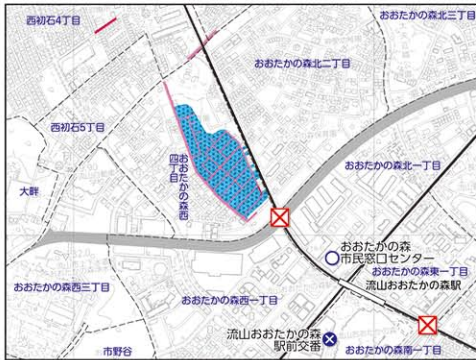 西初石4丁目
おおたかの森北三丁目
おおたかの森北二丁目
西初石5丁目
おおたかの森西
四丁目
おおたかの森北一丁目
大畔
おおたかの森
市民窓口センター
おおたかの森東一丁目
流山おおたかの森駅
おおたかの森西三丁目
おおたかの森西一丁目
流山おおたかの森
駅前交番
市野谷
おおたかの森南一丁目